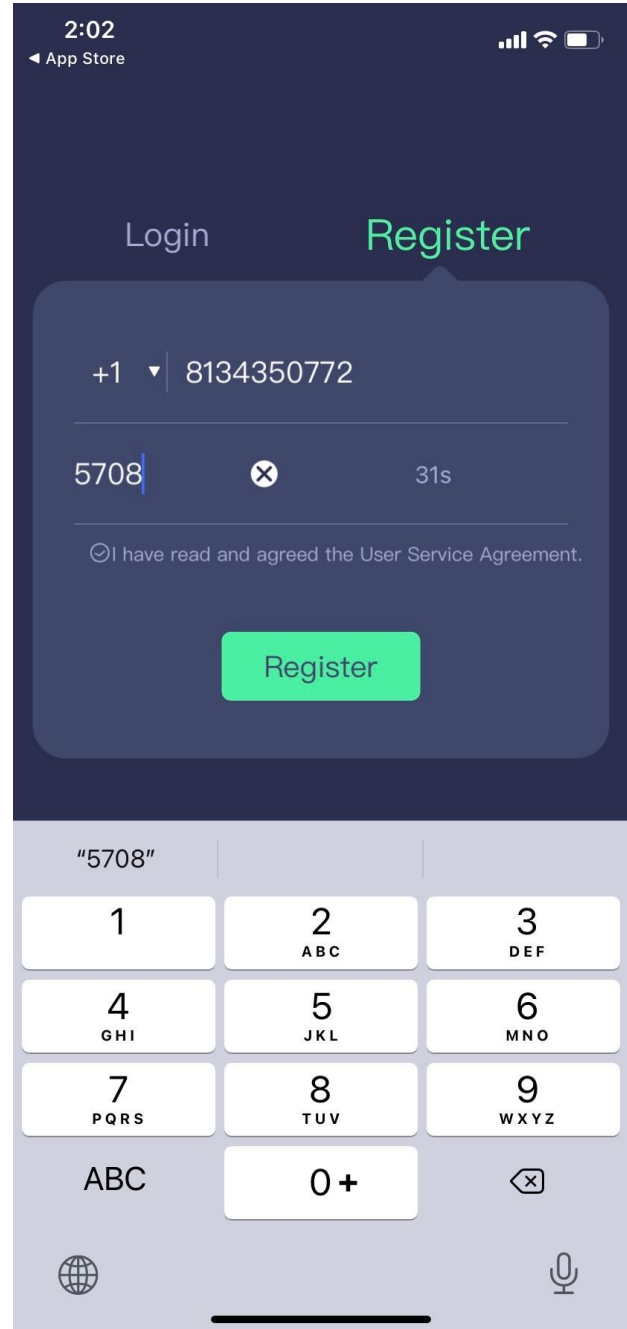 2:02
◀ App Store
Login Register
+1 ▼ 8134350772
5708 31s
I have read and agreed the User Service Agreement.
Register
“5708”
1 2 3
ABC DEF
4 5 6
GHI JKL MNO
7 8 9
PQRS TUV WXYZ
ABC 0+